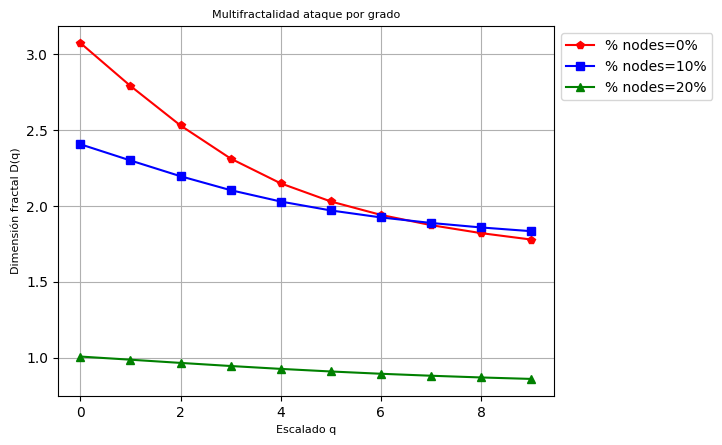 Multifractalidad ataque por grado
3.0
2.5
2.0
1.5
1.0
Dimensión fractal D(q)
0 2 4 6 8
Escalado q
% nodes=0%
% nodes=10%
% nodes=20%